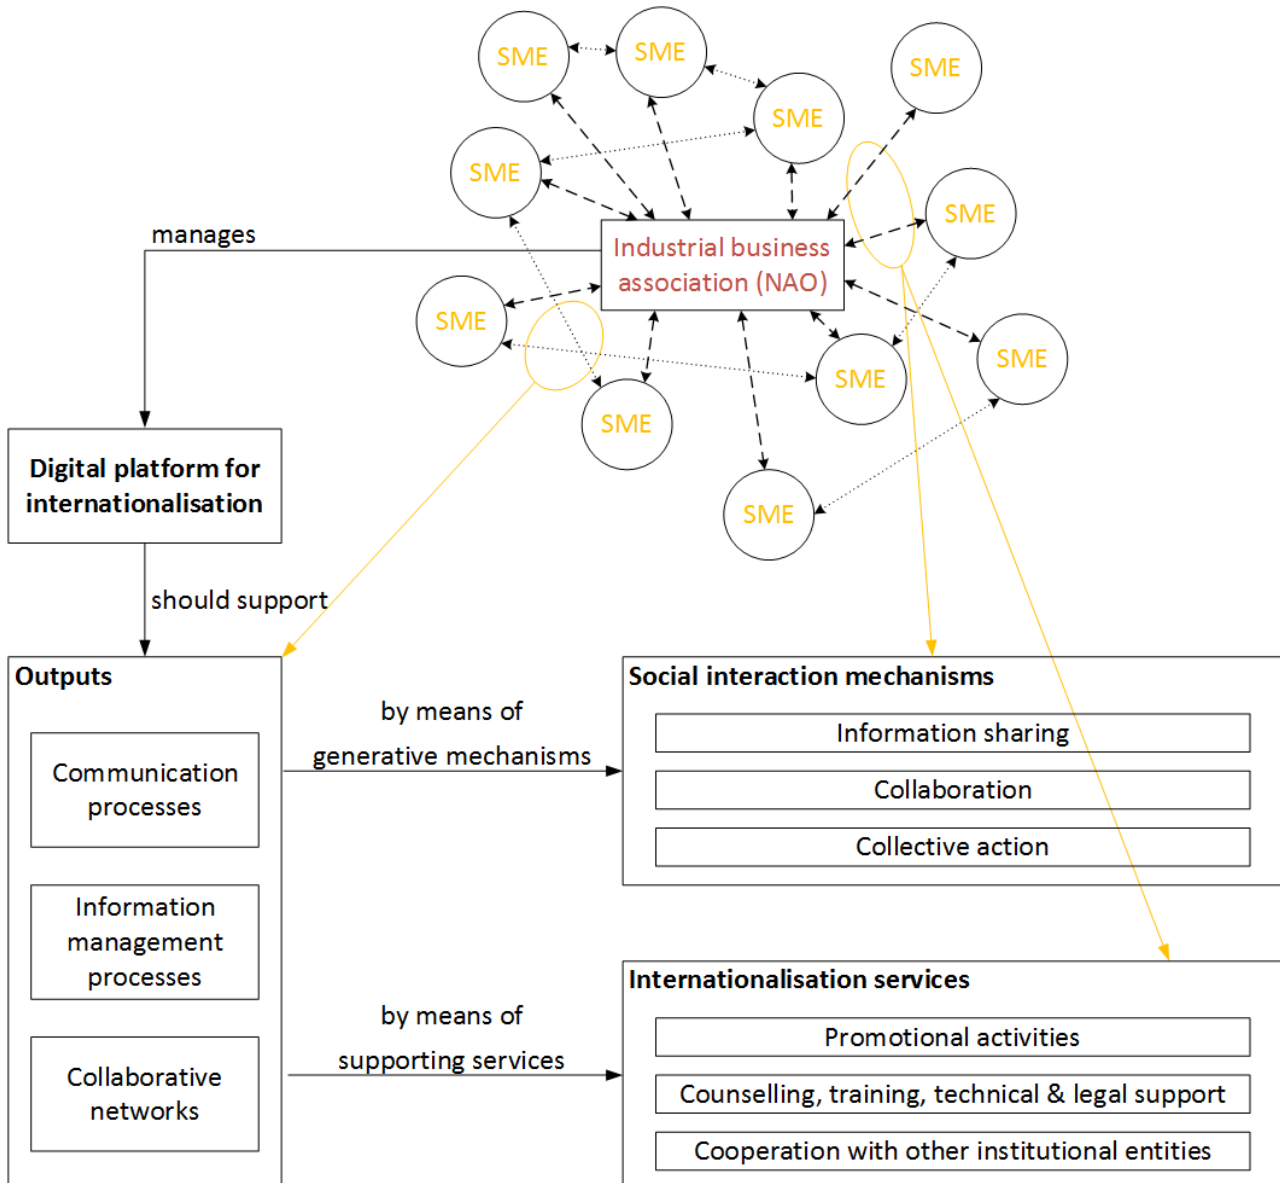 SME
SME
SME
SME
SME
SME
Industrial business
association (NAO)
manages
SME
SME
SME
SME
SME
Digital platform for
internationalisation
should support
Outputs
Communication
processes
Information
management
processes
Collaborative
networks
by means of
generative mechanisms
by means of
supporting services
Social interaction mechanisms
Information sharing
Collaboration
Collective action
Internationalisation services
Promotional activities
Counselling, training, technical & legal support
Cooperation with other institutional entities